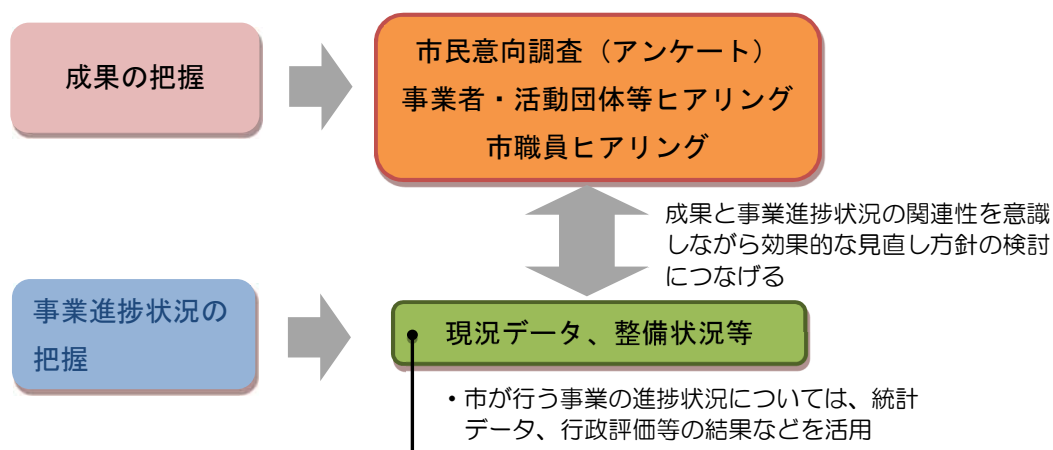 成果の把握
市民意向調査（アンケート）
事業者・活動団体等ヒアリング
市職員ヒアリング
成果と事業進捗状況の関連性を意識
しながら効果的な見直し方針の検討
につなげる
事業進捗状況の
把握
現況データ、整備状況等
・市が行う事業の進捗状況については、統計
データ、行政評価等の結果などを活用